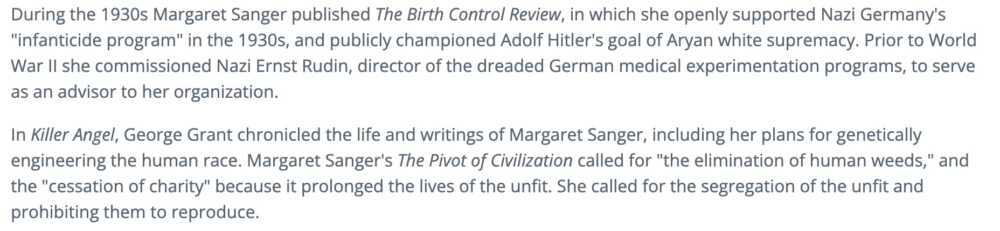 During the 1930s Margaret Sanger published The Birth Control Review, in which she openly supported Nazi Germany's
"infanticide program" in the 1930s, and publicly championed Adolf Hitler's goal of Aryan white supremacy. Prior to World
War II she commissioned Nazi Ernst Rudin, director of the dreaded German medical experimentation programs, to serve
as an advisor to her organization.
In Killer Angel, George Grant chronicled the life and writings of Margaret Sanger, including her plans for genetically
engineering the human race. Margaret Sanger's The Pivot of Civilization called for "the elimination of human weeds," and
the "cessation of charity" because it prolonged the lives of the unfit. She called for the segregation of the unfit and
prohibiting them to reproduce.